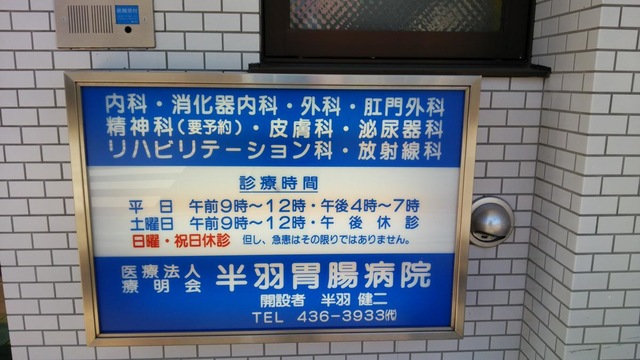 内科・消化器内科・外科・肛門外科
精神科(要予約)・皮膚科・泌尿器科
リハビリテーション科・放射線科
診療時間
平日 午前9時～12時・午後4時～7時
土曜日 午前9時～12時・午後休診
日曜・祝日休診 但し、急患はその限りではありません。
医療法人
療明会
半羽胃腸病院
開設者 半羽 健二
TEL 436-3933㈹